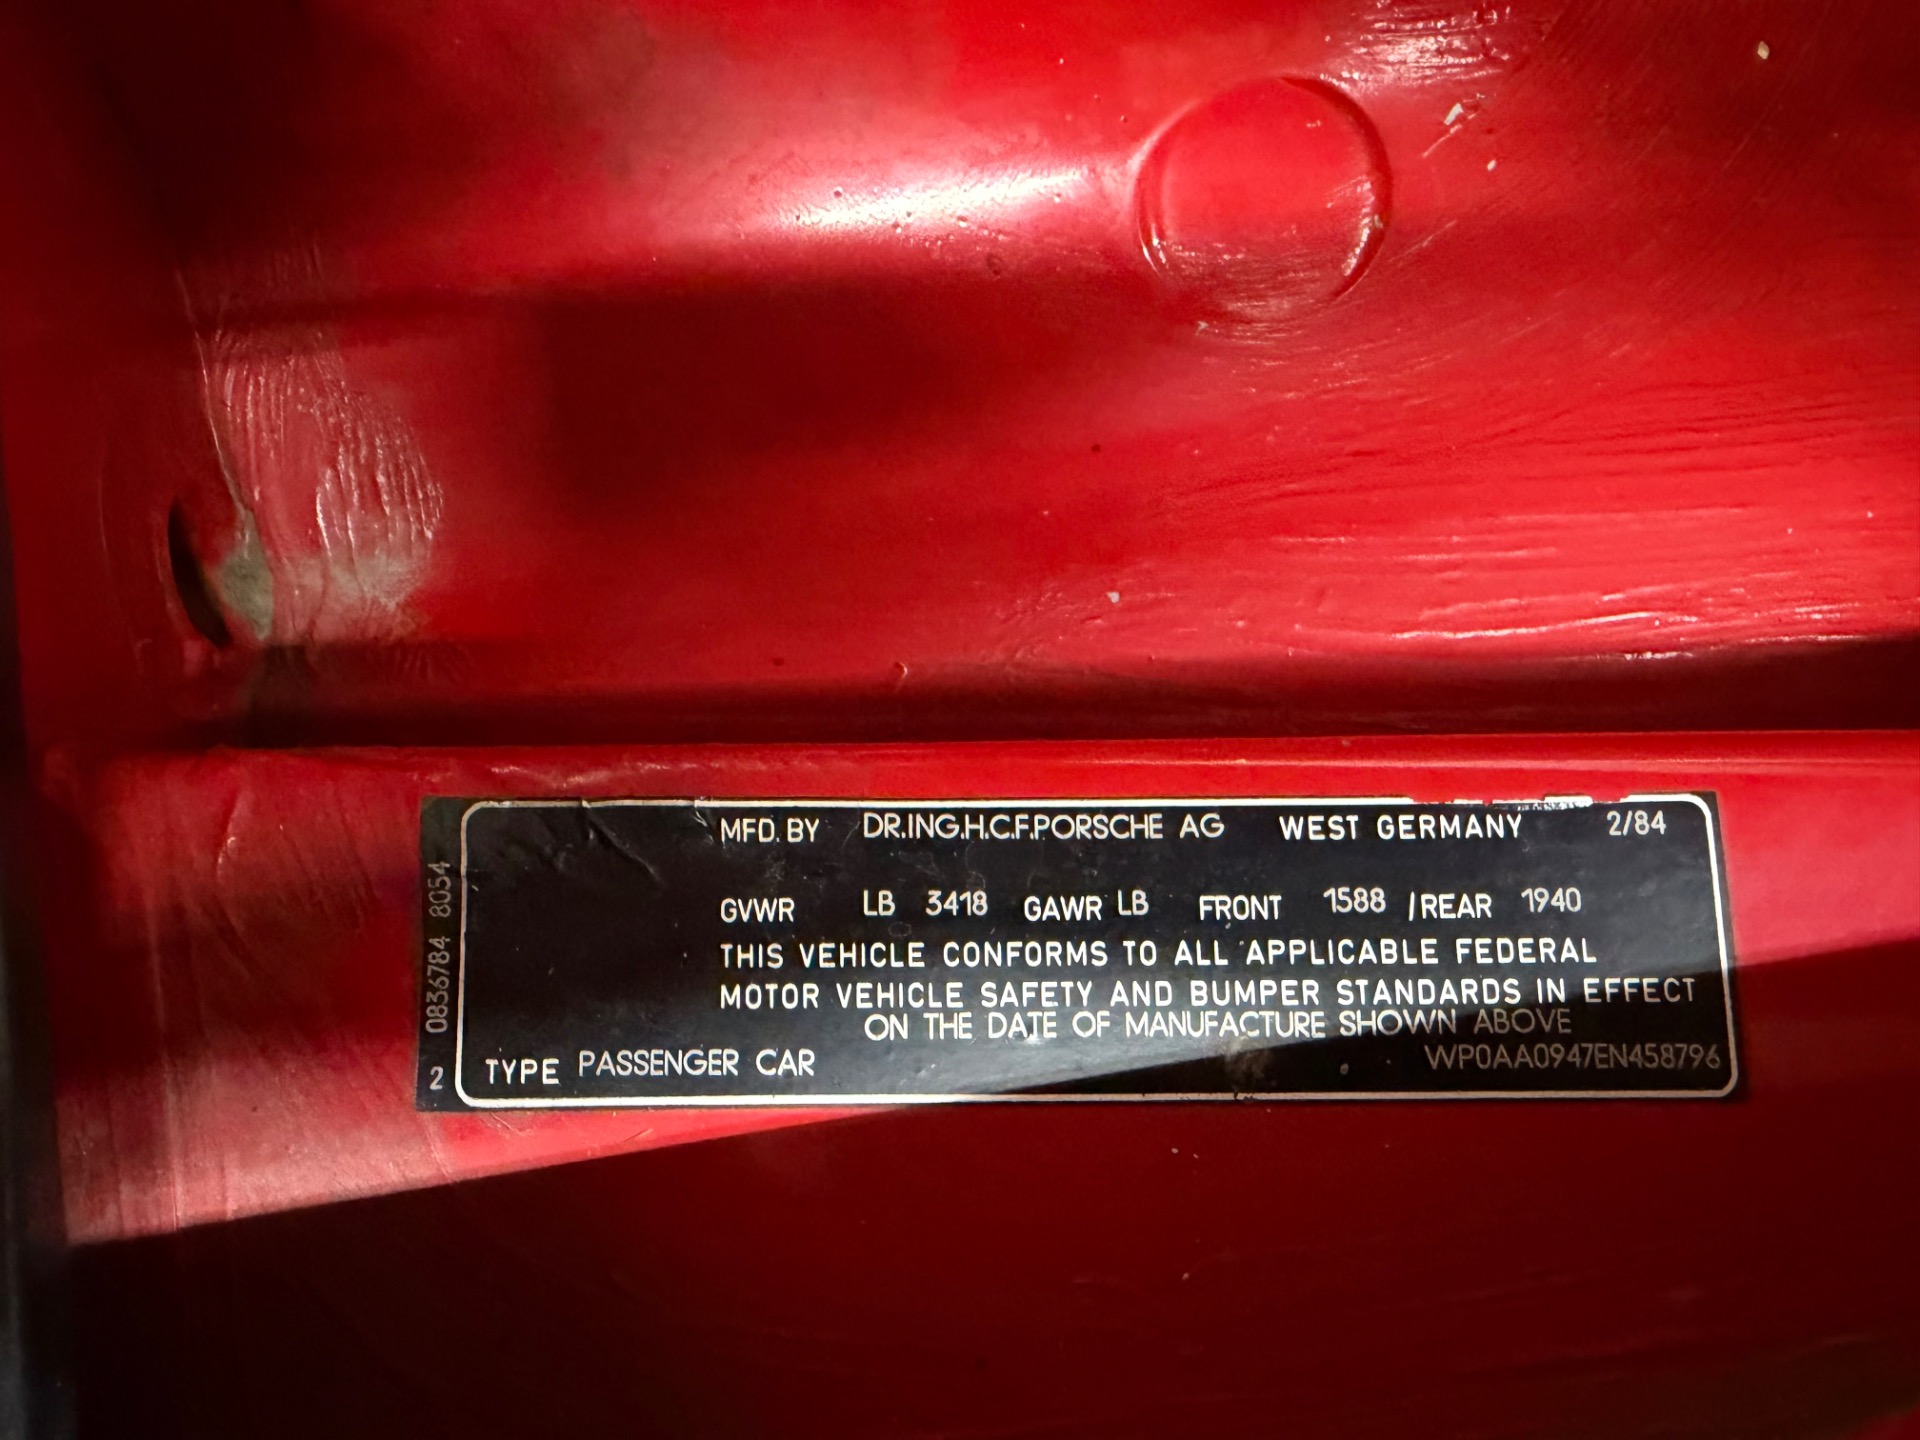 MFD. BY DR.ING.H.C.F.PORSCHE AG WEST GERMANY 2/84
GVWR LB 3418 GAWR LB FRONT 1588 / REAR 1940
THIS VEHICLE CONFORMS TO ALL APPLICABLE FEDERAL
MOTOR VEHICLE SAFETY AND BUMPER STANDARDS IN EFFECT
ON THE DATE OF MANUFACTURE SHOWN ABOVE
TYPE PASSENGER CAR WP0AA0947EN458796
2 0836784 8054